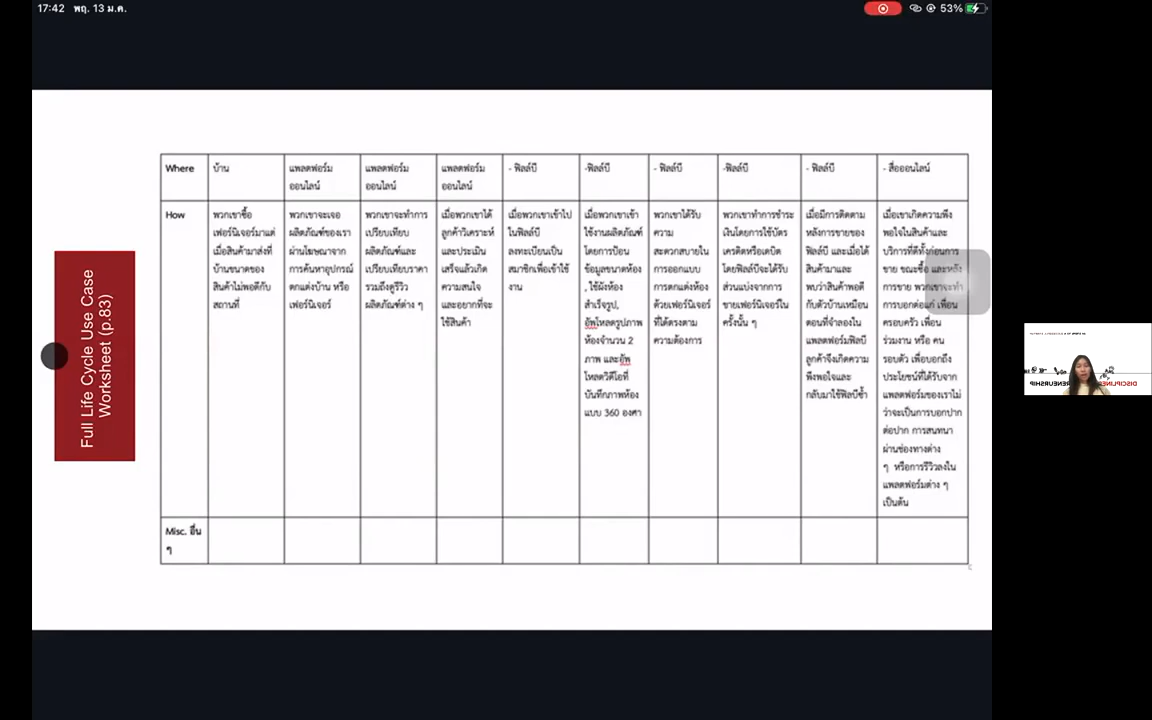 17:42 พฤ. 13 ม.ค.
53%
Full Life Cycle Use Case
Worksheet (p.83)
Where
บ้าน
แพลตฟอร์ม
ออนไลน์
แพลตฟอร์ม
ออนไลน์
แพลตฟอร์ม
ออนไลน์
- ฟิลล์บี
-ฟิลล์บี
- ฟิลล์บี
-ฟิลล์บี
- ฟิลล์บี
- สื่อออนไลน์
How
พวกเขาซื้อ
เฟอร์นิเจอร์มาแต่
เมื่อสินค้ามาส่งที่
บ้านขนาดของ
สินค้าไม่พอดีกับ
สถานที่
พวกเขาจะเจอ
ผลิตภัณฑ์ของเรา
ผ่านโฆษณาจาก
การค้นหาอุปกรณ์
ตกแต่งบ้าน หรือ
เฟอร์นิเจอร์
พวกเขาจะทำการ
เปรียบเทียบ
ผลิตภัณฑ์และ
เปรียบเทียบราคา
รวมถึงดูรีวิว
ผลิตภัณฑ์ต่าง ๆ
เมื่อพวกเขาได้
ลูกค้าวิเคราะห์
และประเมิน
เสร็จแล้วเกิด
ความสนใจ
และอยากที่จะ
ใช้สินค้า
เมื่อพวกเขาเข้าไป
ในฟิลล์บี
ลงทะเบียนเป็น
สมาชิกเพื่อเข้าใช้
งาน
เมื่อพวกเขาเข้า
ใช้งานผลิตภัณฑ์
โดยการป้อน
ข้อมูลขนาดห้อง
, ใช้ผังห้อง
สำเร็จรูป,
อัพโหลดรูปภาพ
ห้องจำนวน 2
ภาพ และอัพ
โหลดวิดีโอที่
บันทึกภาพห้อง
แบบ 360 องศา
พวกเขาได้รับ
ความ
สะดวกสบายใน
การออกแบบ
การตกแต่งห้อง
ด้วยเฟอร์นิเจอร์
ที่ได้ตรงตาม
ความต้องการ
พวกเขาทำการชำระ
เงินโดยการใช้บัตร
เครดิตหรือเดบิต
โดยฟิลล์บีจะได้รับ
ส่วนแบ่งจากการ
ขายเฟอร์นิเจอร์ใน
ครั้งนั้น ๆ
เมื่อมีการติดตาม
หลังการขายของ
ฟิลล์บี และเมื่อได้
สินค้ามาและ
พบว่าสินค้าพอดี
กับตัวบ้านเหมือน
ตอนที่จำลองใน
แพลตฟอร์มฟิลบี
ลูกค้าจึงเกิดความ
พึงพอใจและ
กลับมาใช้ฟิลบีซ้ำ
เมื่อเขาเกิดความพึง
พอใจในสินค้าและ
บริการที่ดีทั้งก่อนการ
ขาย ขณะซื้อ และหลัง
การขาย พวกเขาจะทำ
การบอกต่อแก่ เพื่อน
ครอบครัว เพื่อน
ร่วมงาน หรือ คน
รอบตัว เพื่อบอกถึง
ประโยชน์ที่ได้รับจาก
แพลตฟอร์มของเราไม่
ว่าจะเป็นการบอกปาก
ต่อปาก การสนทนา
ผ่านช่องทางต่าง
ๆ หรือการรีวิวลงใน
แพลตฟอร์มต่าง ๆ
เป็นต้น
Misc. อื่น
ๆ